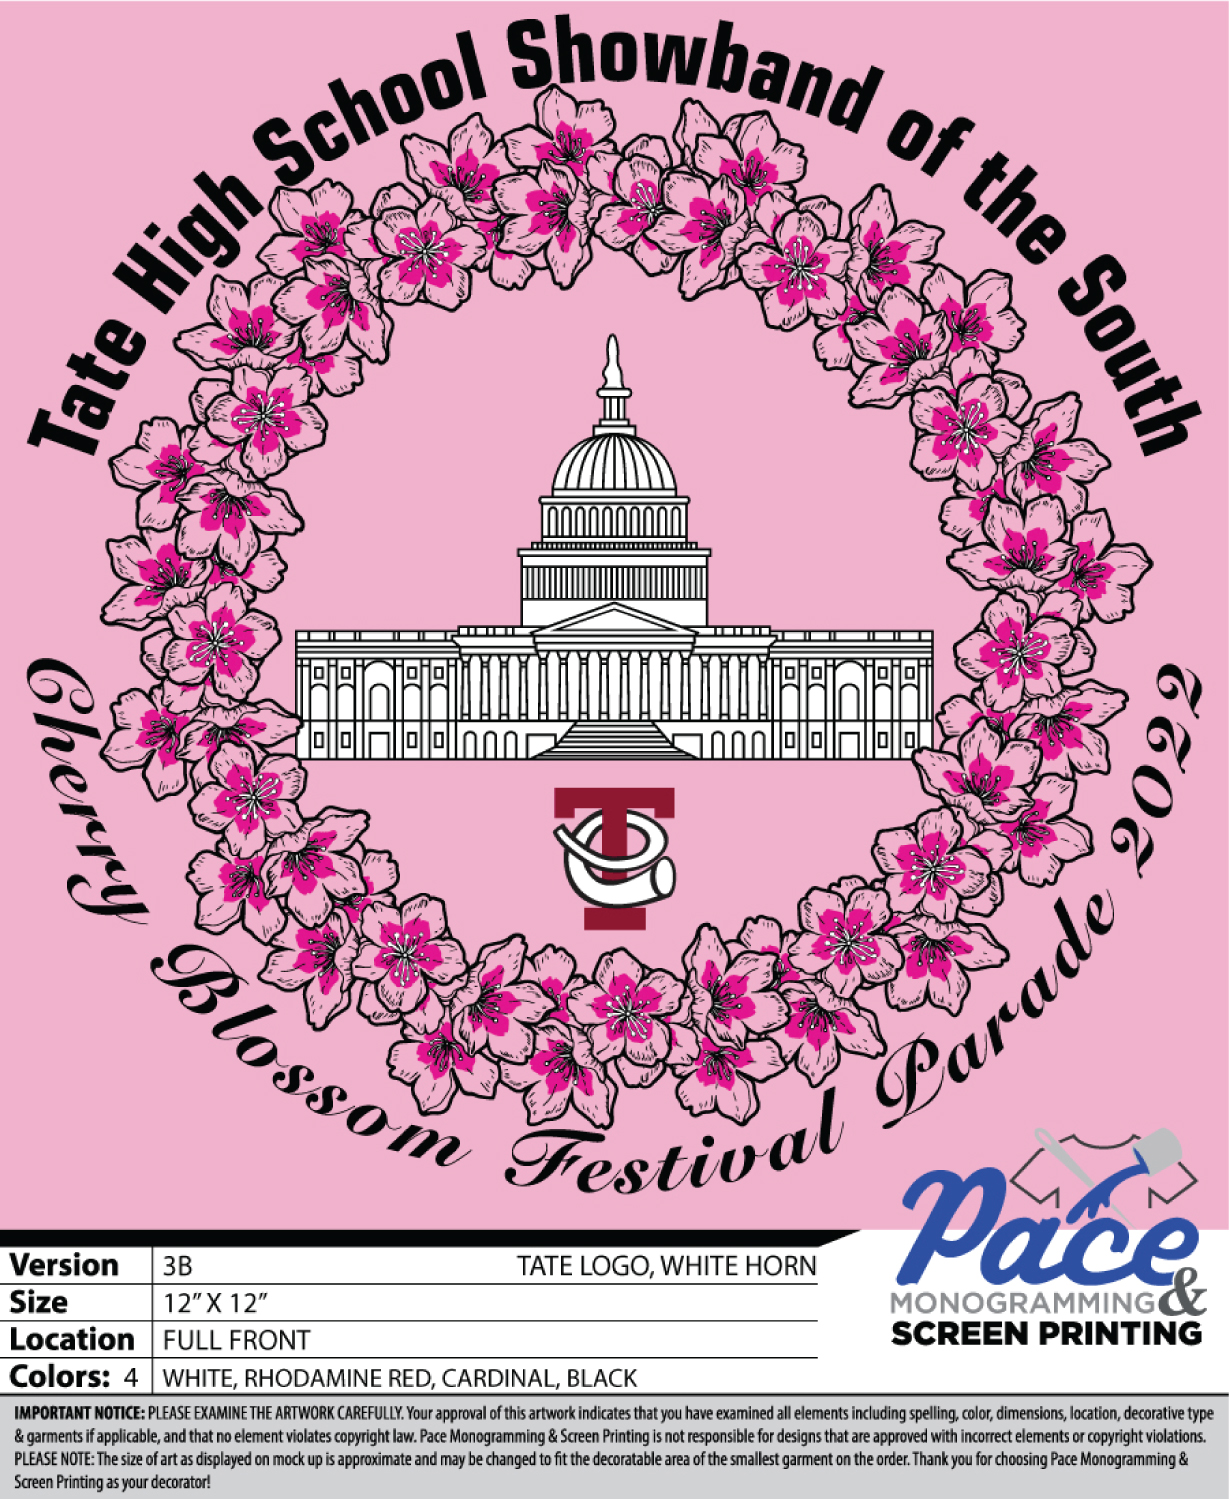 Tate High School Showband of the South
Cherry Blossom Festival Parade 2022
T
Pace
MONOGRAMMING &
SCREEN PRINTING
Version 3B TATE LOGO, WHITE HORN
Size 12" X 12"
Location FULL FRONT
Colors: 4 WHITE, RHODAMINE RED, CARDINAL, BLACK
IMPORTANT NOTICE: PLEASE EXAMINE THE ARTWORK CAREFULLY. Your approval of this artwork indicates that you have examined all elements including spelling, color, dimensions, location, decorative type
& garments if applicable, and that no element violates copyright law. Pace Monogramming & Screen Printing is not responsible for designs that are approved with incorrect elements or copyright violations.
PLEASE NOTE: The size of art as displayed on mock up is approximate and may be changed to fit the decoratable area of the smallest garment on the order. Thank you for choosing Pace Monogramming &
Screen Printing as your decorator!